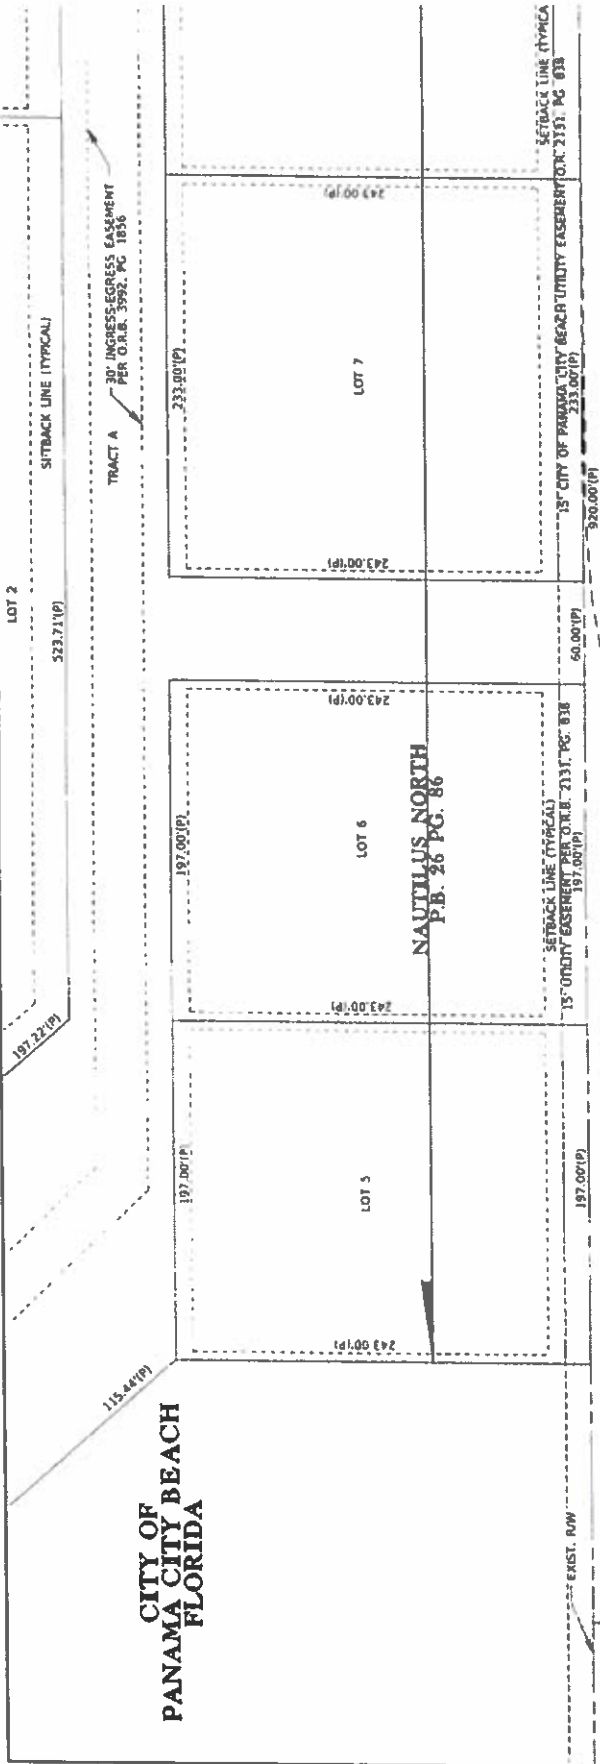 LOT 2
SETBACK LINE (TYPICAL)
523.71'(P)
197.22'(P)
30' INGRESS-EGRESS EASEMENT
PER O.R.B. 3992, PG 1856
TRACT A
115.44'(P)
CITY OF
PANAMA CITY BEACH
FLORIDA
197.00'(P)
197.00'(P)
233.00'(P)
243.00'(P)
LOT 5
243.00'(P)
LOT 6
243.00'(P)
243.00'(P)
LOT 7
243.00'(P)
NAUTILUS NORTH
P.B. 26 PG. 86
SETBACK LINE (TYPICAL)
15' UTILITY EASEMENT PER O.R.B. 2131, PG. 838
197.00'(P)
197.00'(P)
60.00'(P)
SETBACK LINE (TYPICA
15' CITY OF PANAMA CITY BEACH UTILITY EASEMENT O.R. 2131, PG 838
233.00'(P)
920.00'(P)
EXIST. R/W